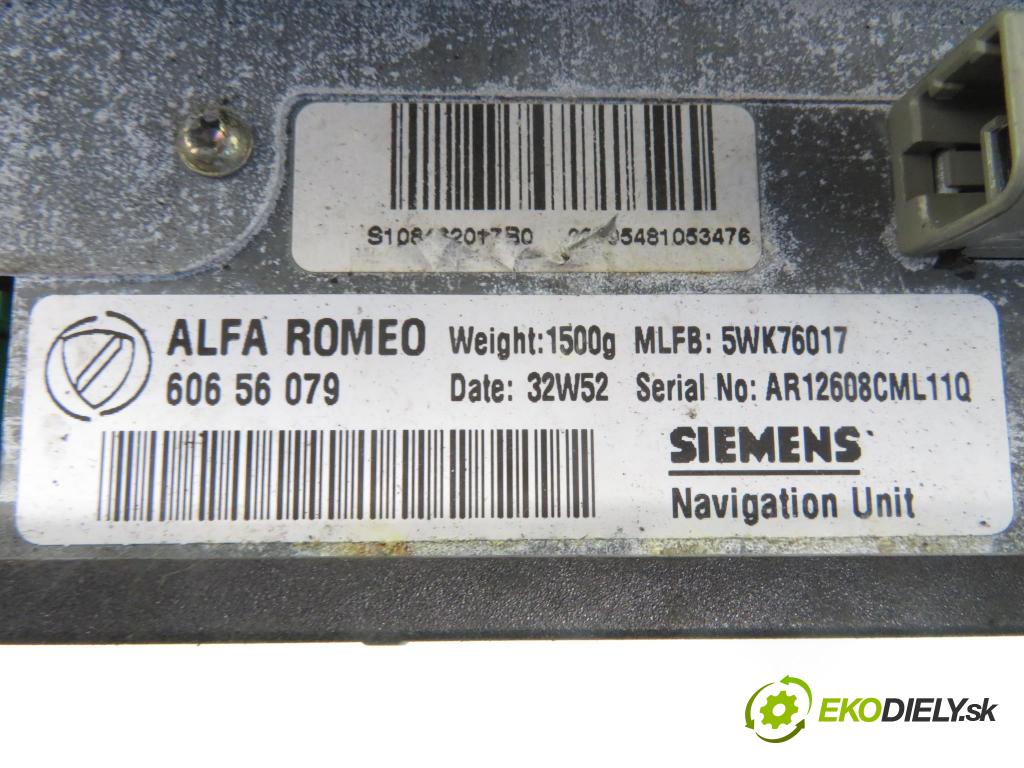 ALFA ROMEO Weight:1500g MLFB: 5WK76017
606 56 079 Date: 32W52 Serial No: AR12608CML11Q
SIEMENS
Navigation Unit
EKODIELY.sk